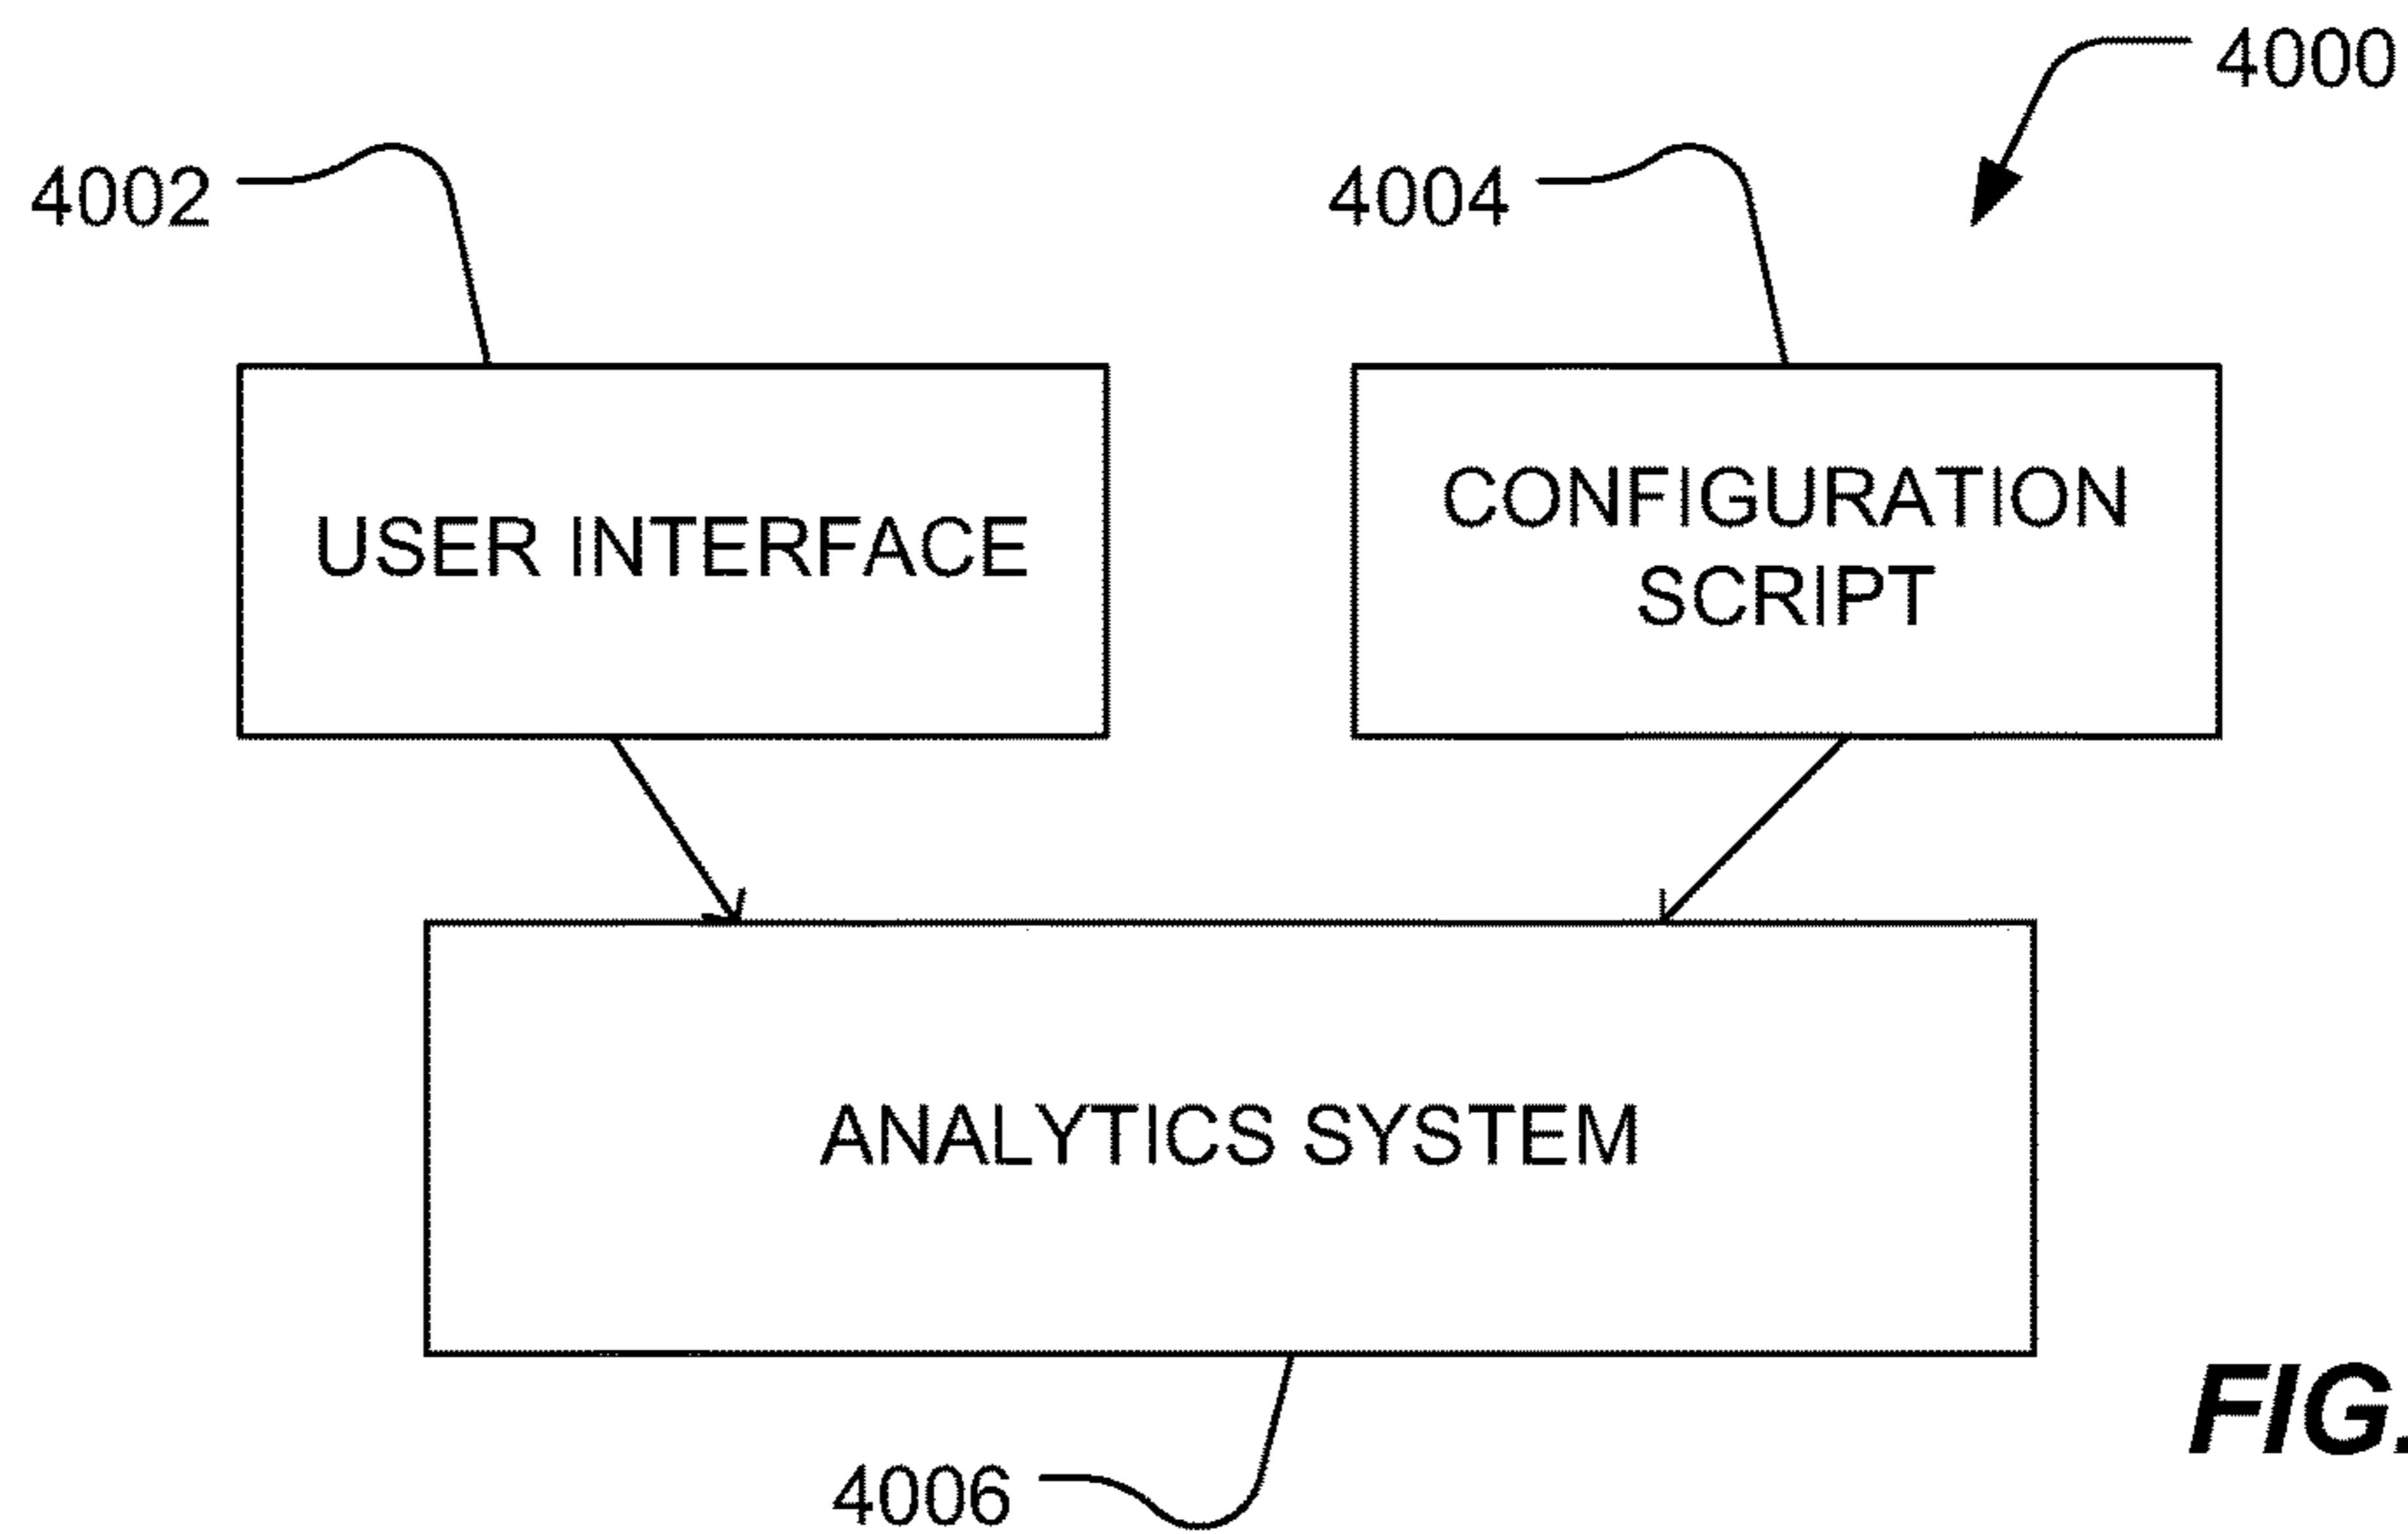 4000
4002
4004
USER INTERFACE
CONFIGURATION
SCRIPT
ANALYTICS SYSTEM
FIG.
4006